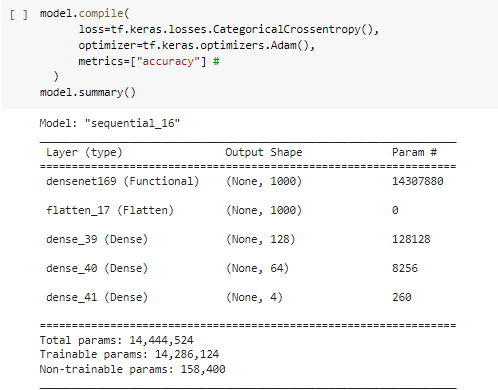 [ ] model.compile(
loss=tf.keras.losses.CategoricalCrossentropy(),
optimizer=tf.keras.optimizers.Adam(),
metrics=["accuracy"] #
)
model.summary()
Model: "sequential_16"
_________________________________________________________________
Layer (type) Output Shape Param #
=================================================================
densenet169 (Functional) (None, 1000) 14307880
flatten_17 (Flatten) (None, 1000) 0
dense_39 (Dense) (None, 128) 128128
dense_40 (Dense) (None, 64) 8256
dense_41 (Dense) (None, 4) 260
=================================================================
Total params: 14,444,524
Trainable params: 14,286,124
Non-trainable params: 158,400
_________________________________________________________________